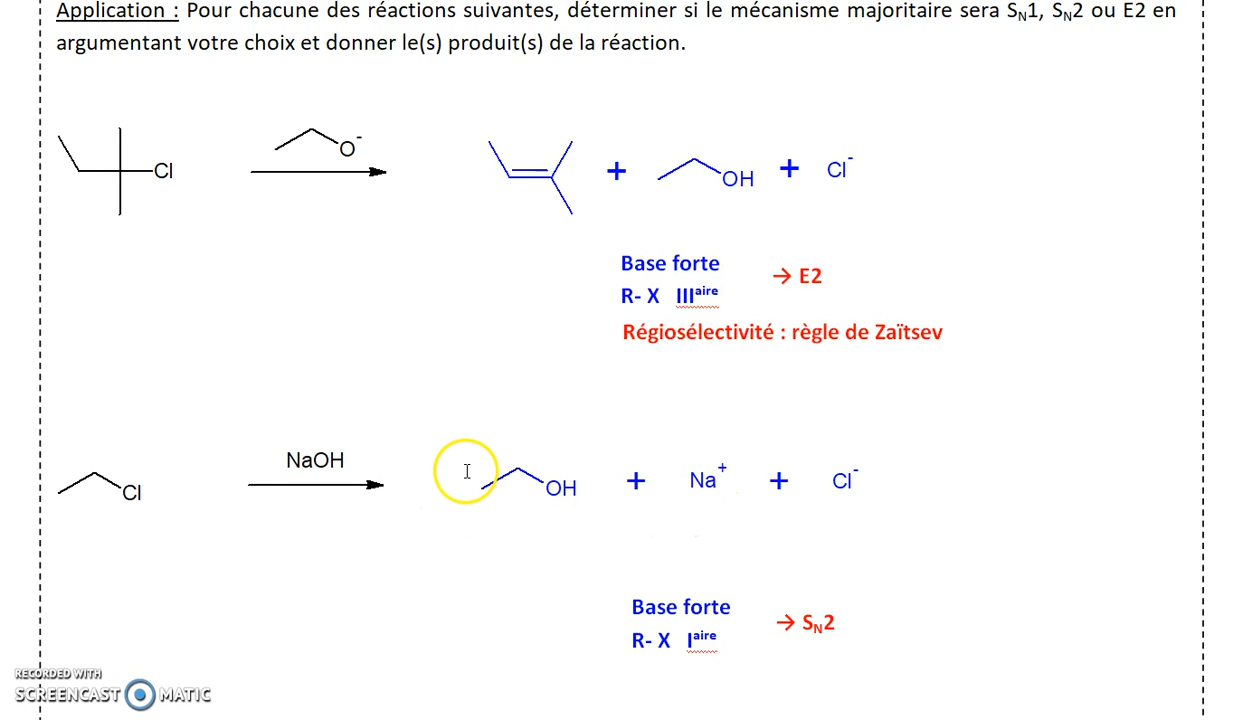 Application : Pour chacune des réactions suivantes, déterminer si le mécanisme majoritaire sera SN1, SN2 ou E2 en
argumentant votre choix et donner le(s) produit(s) de la réaction.
Cl
O-
+
OH
+
Cl-
Base forte
R- X IIIaire
→ E2
Régiosélectivité : règle de Zaïtsev
Cl
NaOH
OH
+
Na+
+
Cl-
Base forte
R- X Iaire
→ SN2
RECORDED WITH
SCREENCAST MATIC